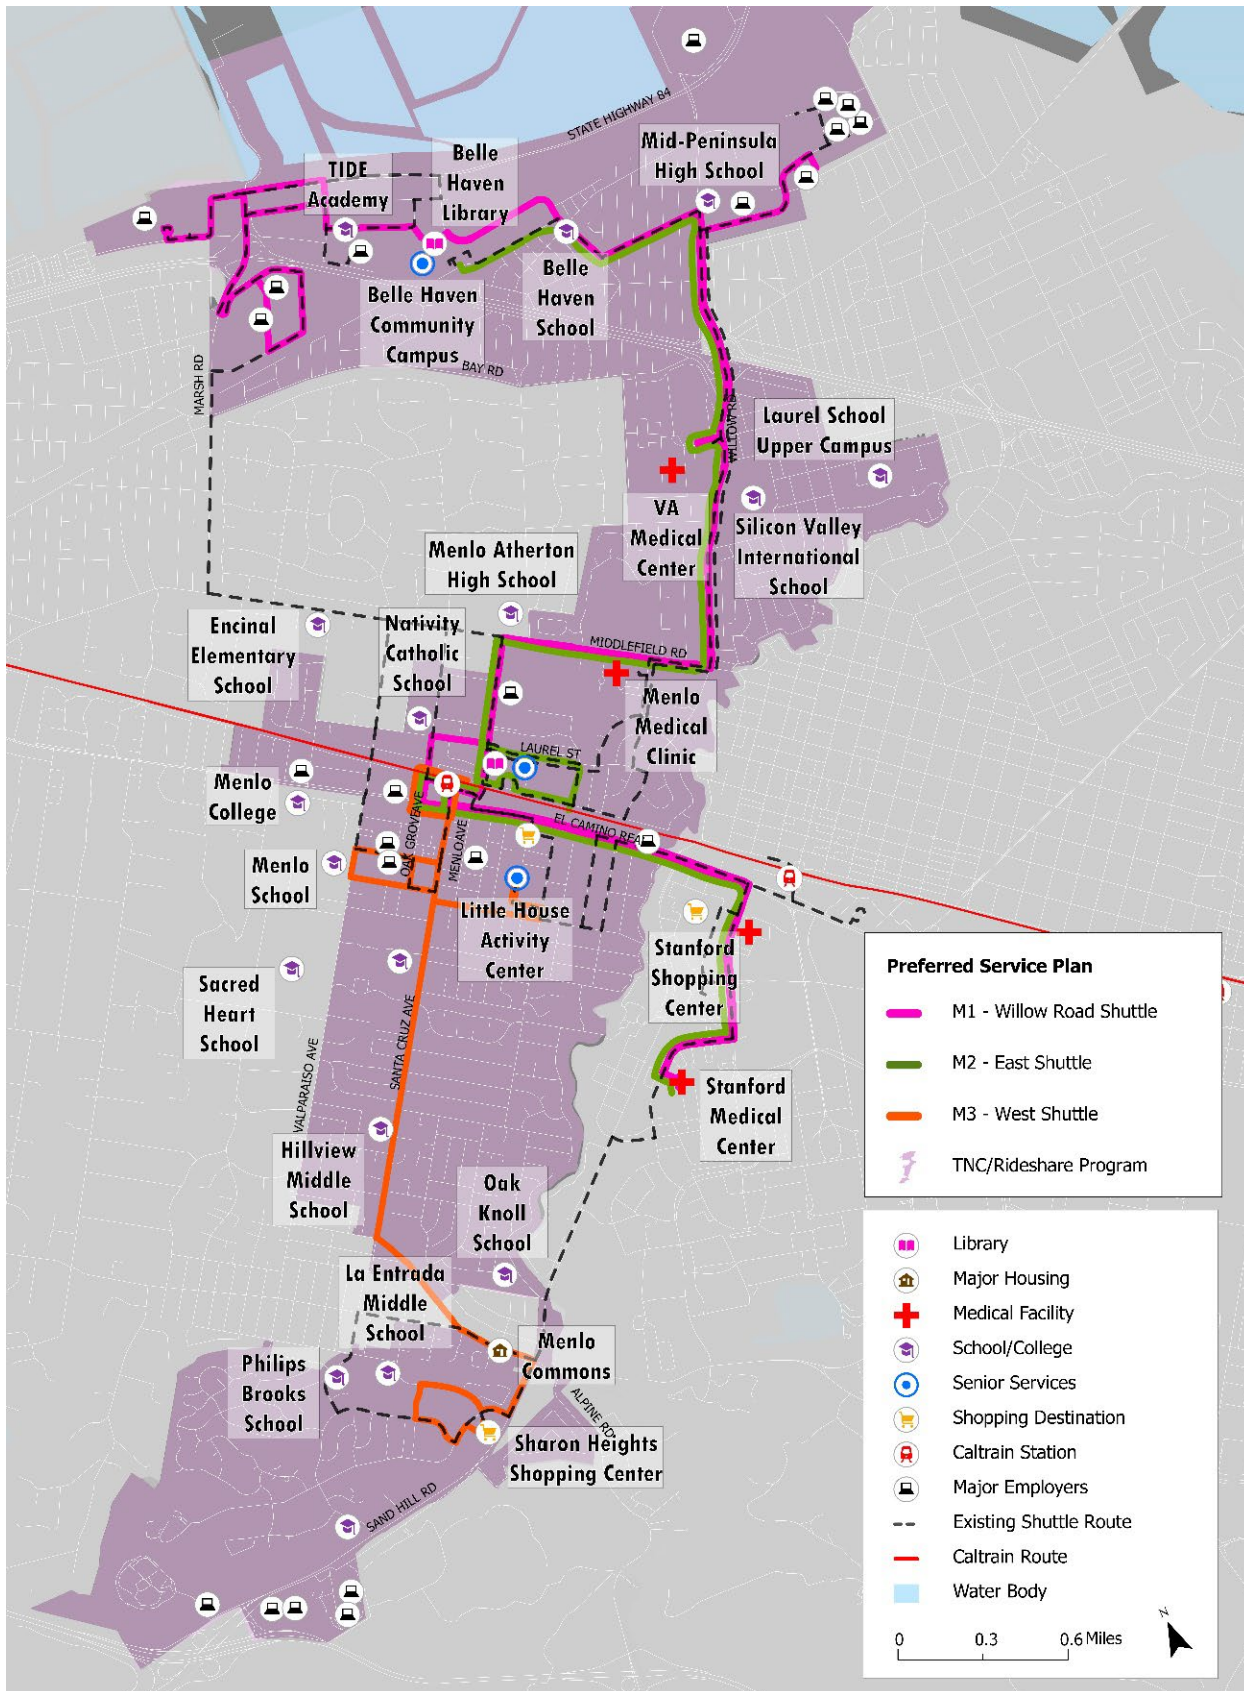 STATE HIGHWAY 84
Mid-Peninsula
High School
Belle
Haven
Library
TIDE
Academy
Belle
Haven
School
Belle Haven
Community
Campus
BAY RD
MARSH RD
WILLOW RD
Laurel School
Upper Campus
VA
Medical
Center
Silicon Valley
International
School
Menlo Atherton
High School
Encinal
Elementary
School
Nativity
Catholic
School
MIDDLEFIELD RD
Menlo
Medical
Clinic
LAUREL ST
Menlo
College
OAK GROVE AVE
MENLO AVE
EL CAMINO REAL
Menlo
School
Little House
Activity
Center
Stanford
Shopping
Center
Sacred
Heart
School
SANTA CRUZ AVE
VALPARAISO AVE
Stanford
Medical
Center
Hillview
Middle
School
Oak
Knoll
School
La Entrada
Middle
School
Menlo
Commons
Philips
Brooks
School
ALPINE RD
Sharon Heights
Shopping Center
SAND HILL RD
Preferred Service Plan
M1 - Willow Road Shuttle
M2 - East Shuttle
M3 - West Shuttle
TNC/Rideshare Program
Library
Major Housing
Medical Facility
School/College
Senior Services
Shopping Destination
Caltrain Station
Major Employers
Existing Shuttle Route
Caltrain Route
Water Body
0 0.3 0.6 Miles
N